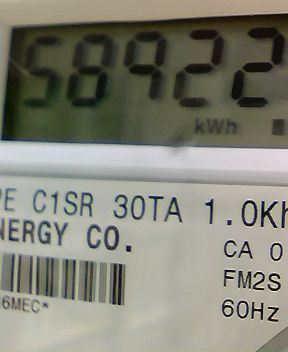 58922
kWh
PE C1SR 30TA 1.0Kh
NERGY CO.
CA 0
FM2S
6MEC*
60Hz